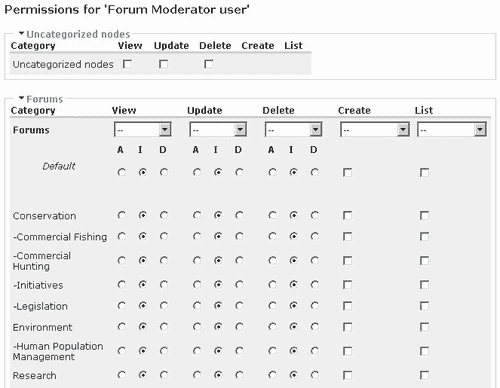 Permissions for 'Forum Moderator user'
Uncategorized nodes
Category View Update Delete Create List
Uncategorized nodes
Forums
Category View Update Delete Create List
Forums -- -- -- -- --
A I D A I D A I D
Default
Conservation
-Commercial Fishing
-Commercial
Hunting
-Initiatives
-Legislation
Environment
-Human Population
Management
Research